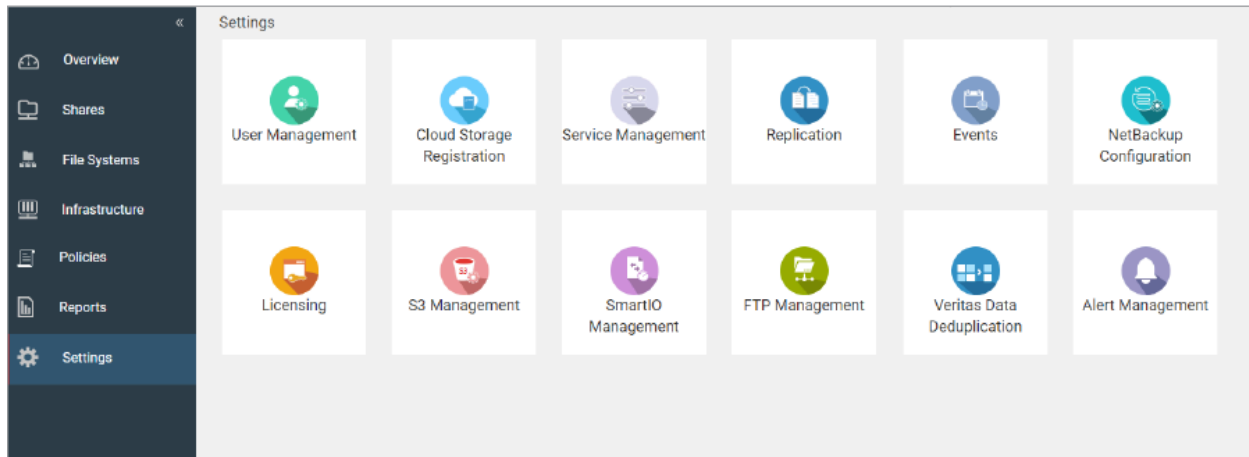 «
Overview
Shares
File Systems
Infrastructure
Policies
Reports
Settings
Settings
User Management
Cloud Storage
Registration
Service Management
Replication
Events
NetBackup
Configuration
Licensing
S3
S3 Management
SmartIO
Management
FTP Management
Veritas Data
Deduplication
Alert Management